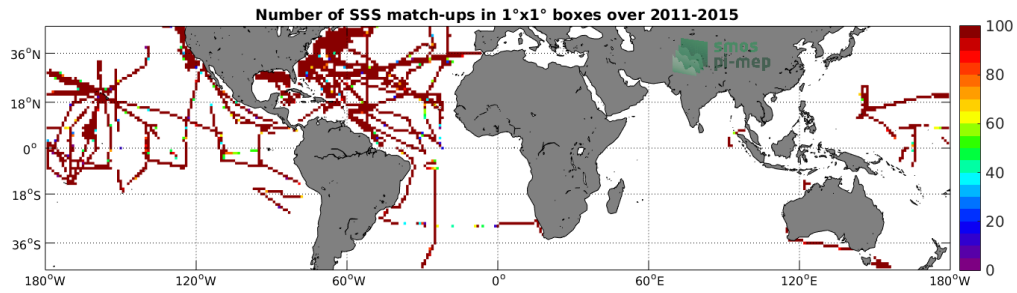 Number of SSS match-ups in 1°x1° boxes over 2011-2015
smos
pi-mep
36°N
18°N
0°
18°S
36°S
180°W
120°W
60°W
0°
60°E
120°E
180°W
100
80
60
40
20
0